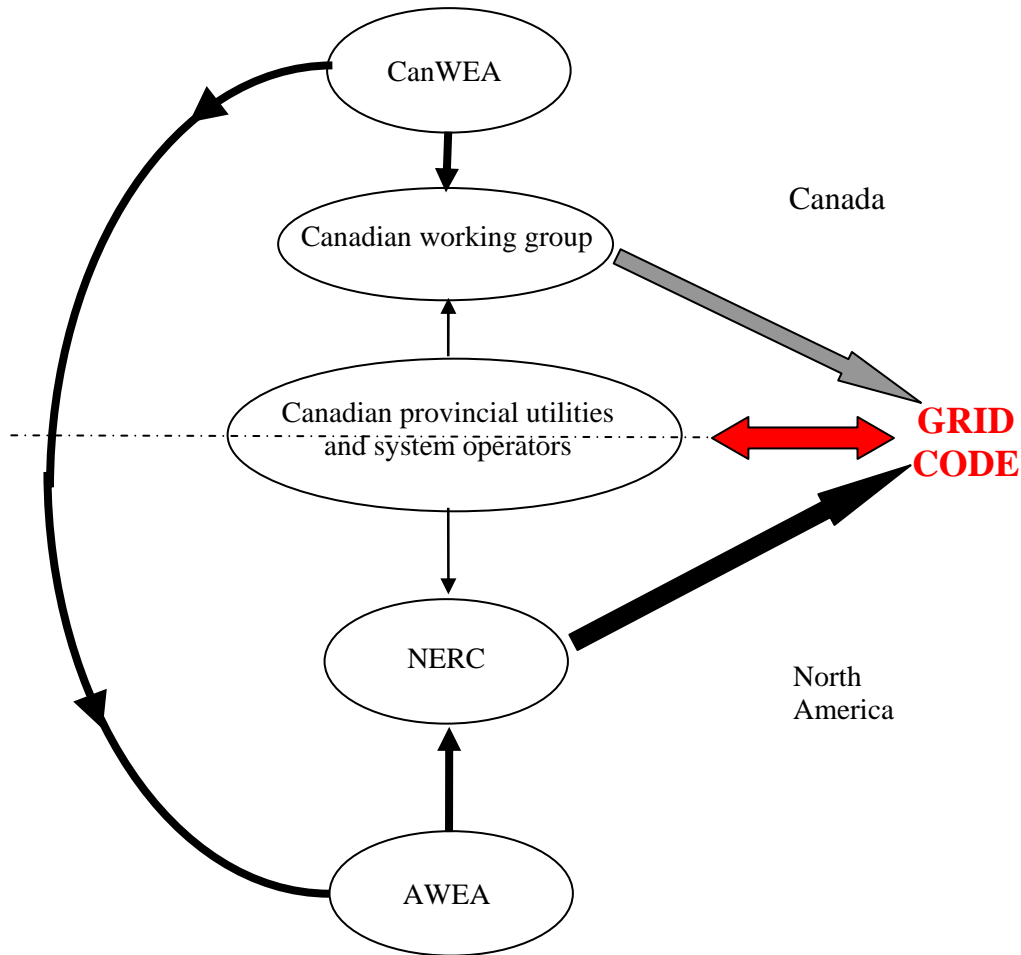 CanWEA
Canada
Canadian working group
Canadian provincial utilities
and system operators
GRID
CODE
NERC
North
America
AWEA